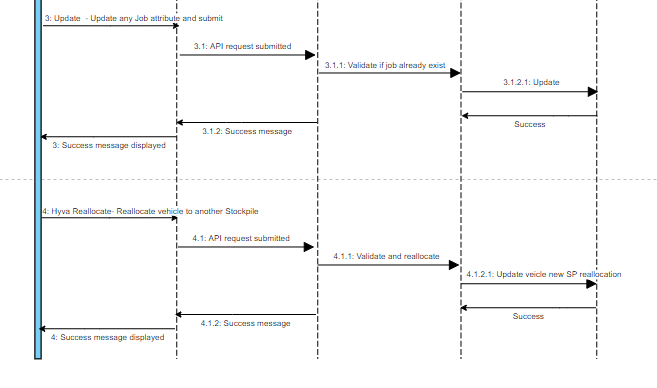 3: Update  - Update any Job attribute and submit
3.1: API request submitted
3.1.1: Validate if job already exist
3.1.2.1: Update
Success
3.1.2: Success message
3: Success message displayed
4: Hyva Reallocate- Reallocate vehicle to another Stockpile
4.1: API request submitted
4.1.1: Validate and reallocate
4.1.2.1: Update veicle new SP reallocation
Success
4.1.2: Success message
4: Success message displayed